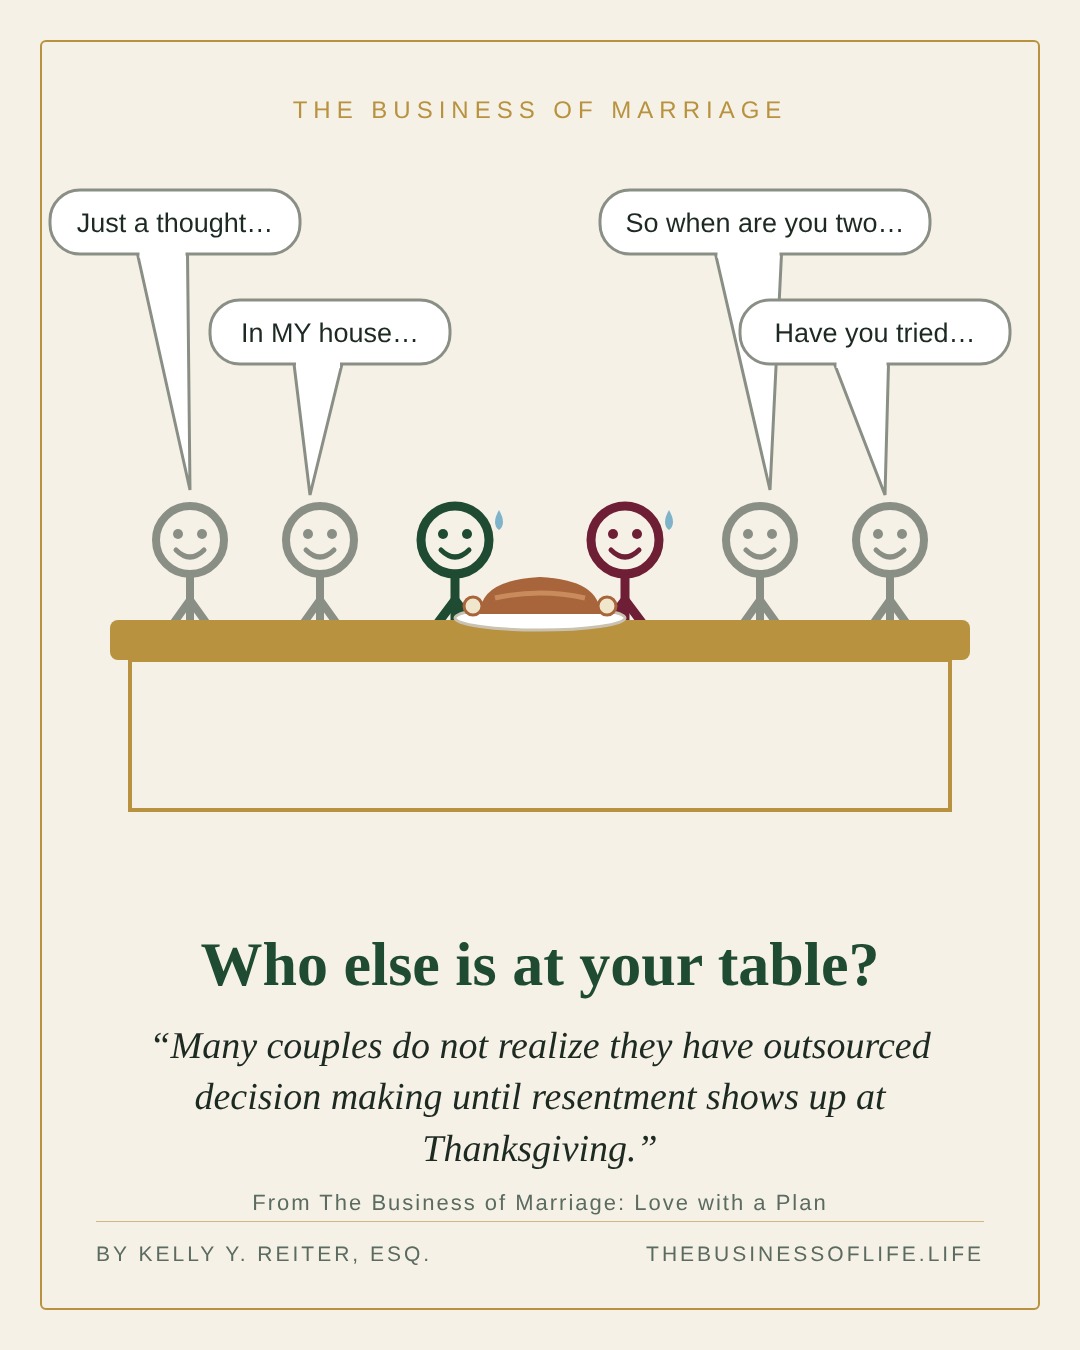 THE BUSINESS OF MARRIAGE
Just a thought…
So when are you two…
In MY house…
Have you tried…
Who else is at your table?
“Many couples do not realize they have outsourced
decision making until resentment shows up at
Thanksgiving.”
From The Business of Marriage: Love with a Plan
BY KELLY Y. REITER, ESQ.
THEBUSINESSOFLIFE.LIFE